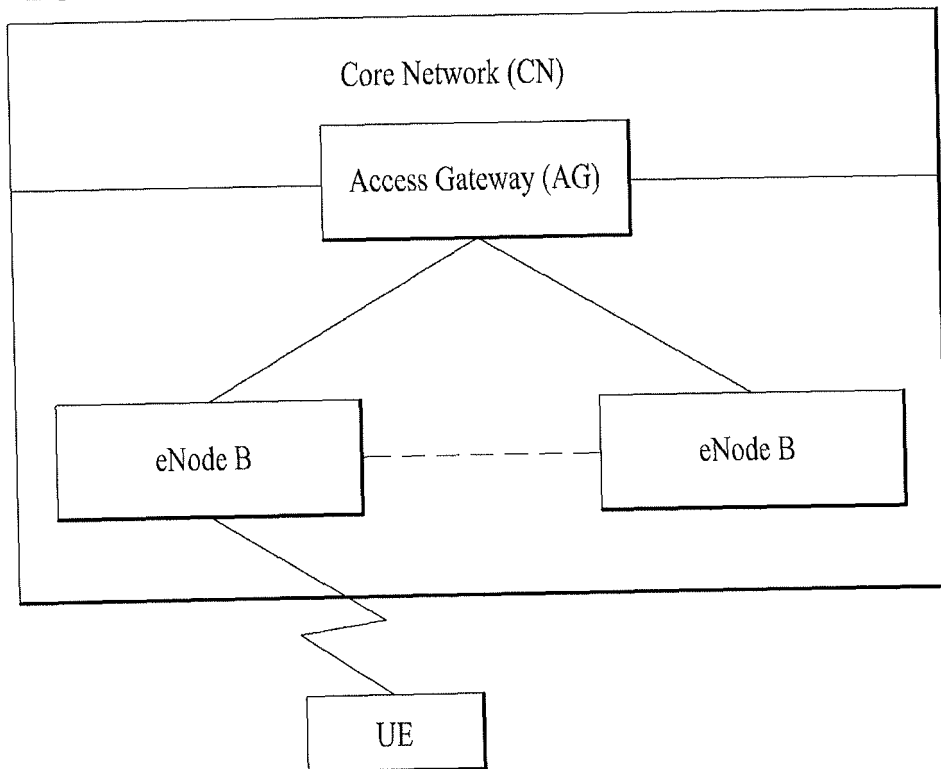 Core Network (CN)
Access Gateway (AG)
eNode B
eNode B
UE